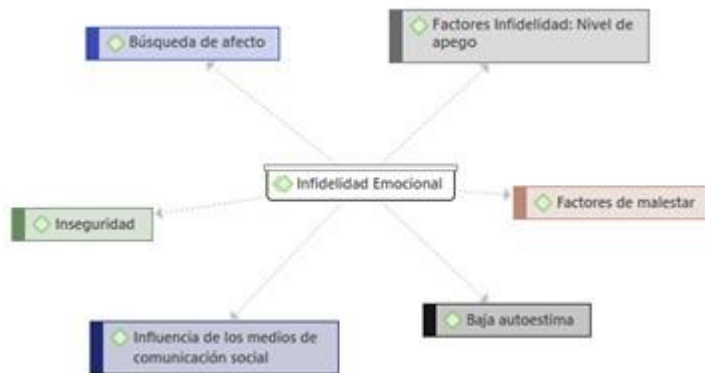 Búsqueda de afecto
Factores Infidelidad: Nivel de
apego
Infidelidad Emocional
Factores de malestar
Inseguridad
Baja autoestima
Influencia de los medios de
comunicación social